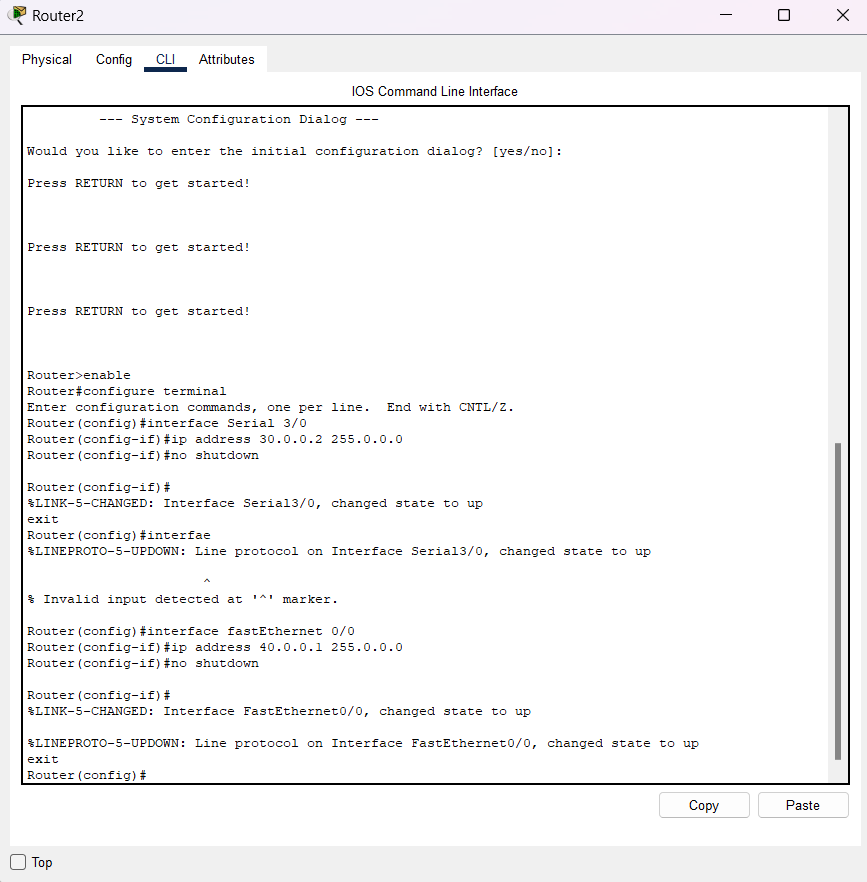 Router2
Physical Config CLI Attributes
IOS Command Line Interface
--- System Configuration Dialog ---
Would you like to enter the initial configuration dialog? [yes/no]:
Press RETURN to get started!
Press RETURN to get started!
Press RETURN to get started!
Router>enable
Router#configure terminal
Enter configuration commands, one per line.  End with CNTL/Z.
Router(config)#interface Serial 3/0
Router(config-if)#ip address 30.0.0.2 255.0.0.0
Router(config-if)#no shutdown
Router(config-if)#
%LINK-5-CHANGED: Interface Serial3/0, changed state to up
exit
Router(config)#interfae
%LINEPROTO-5-UPDOWN: Line protocol on Interface Serial3/0, changed state to up
^
% Invalid input detected at '^' marker.
Router(config)#interface fastEthernet 0/0
Router(config-if)#ip address 40.0.0.1 255.0.0.0
Router(config-if)#no shutdown
Router(config-if)#
%LINK-5-CHANGED: Interface FastEthernet0/0, changed state to up
%LINEPROTO-5-UPDOWN: Line protocol on Interface FastEthernet0/0, changed state to up
exit
Router(config)#
Copy Paste
Top